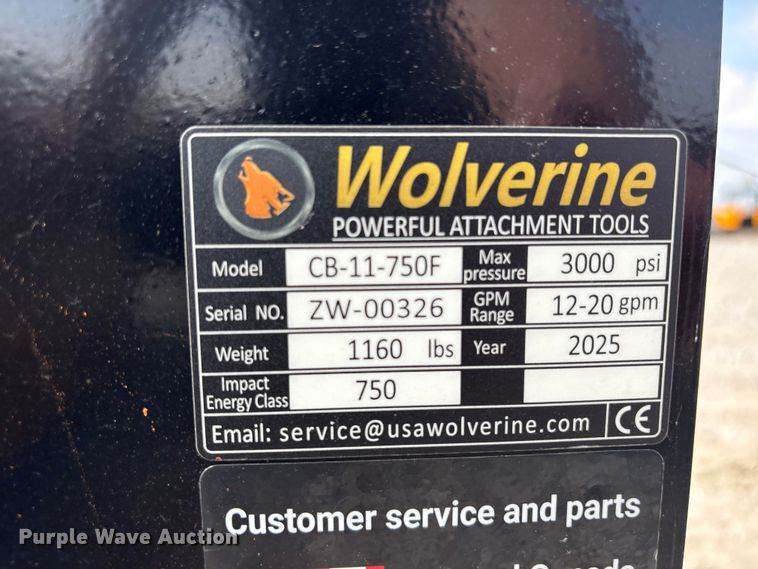 Wolverine
POWERFUL ATTACHMENT TOOLS
Model CB-11-750F Max pressure 3000 psi
Serial NO. ZW-00326 GPM Range 12-20 gpm
Weight 1160 lbs Year 2025
Impact Energy Class 750
Email: service@usawolverine.com CE
Customer service and parts
Purple Wave Auction